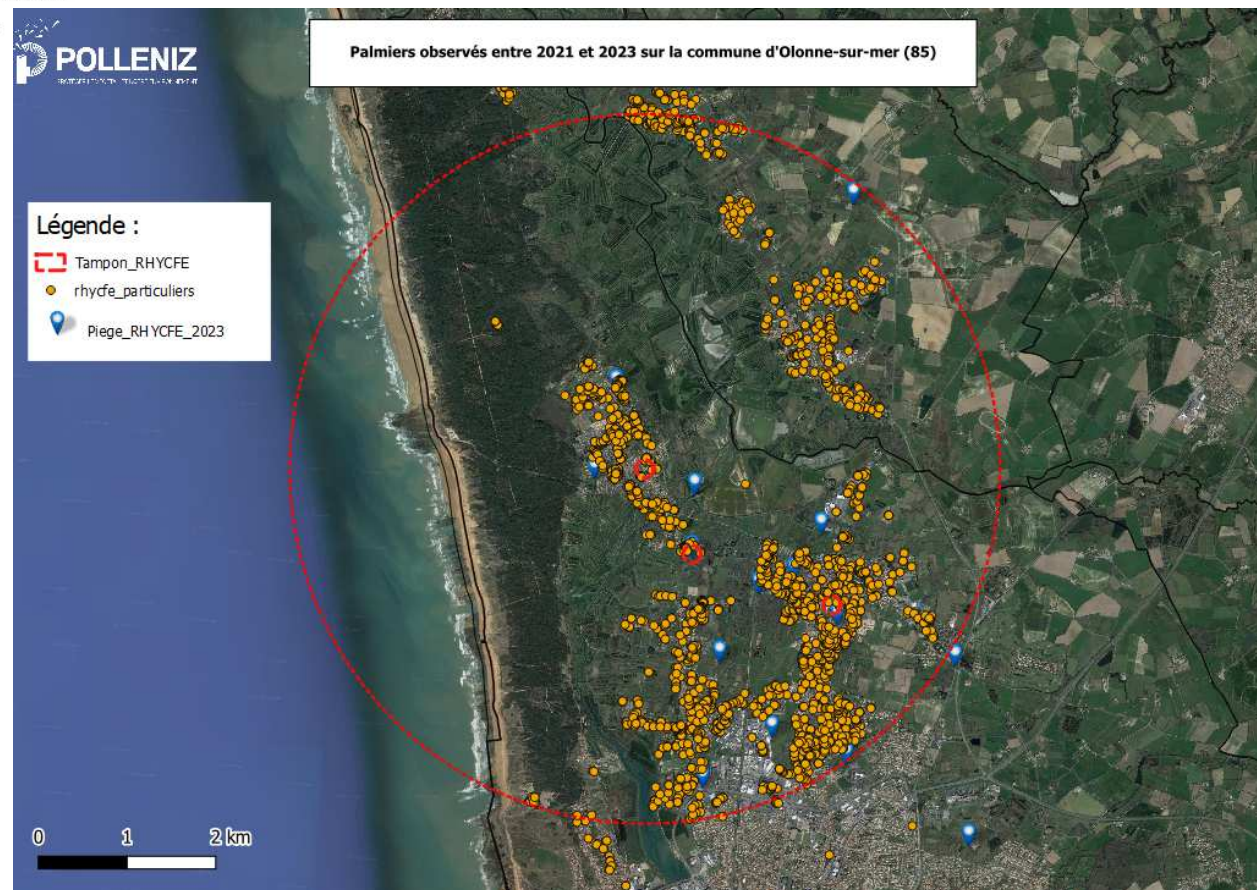 POLLENIZ
Palmiers observés entre 2021 et 2023 sur la commune d'Olonne-sur-mer (85)
Légende :
Tampon_RHYCFE
rhycfe_particuliers
Piege_RHYCFE_2023
0 1 2 km